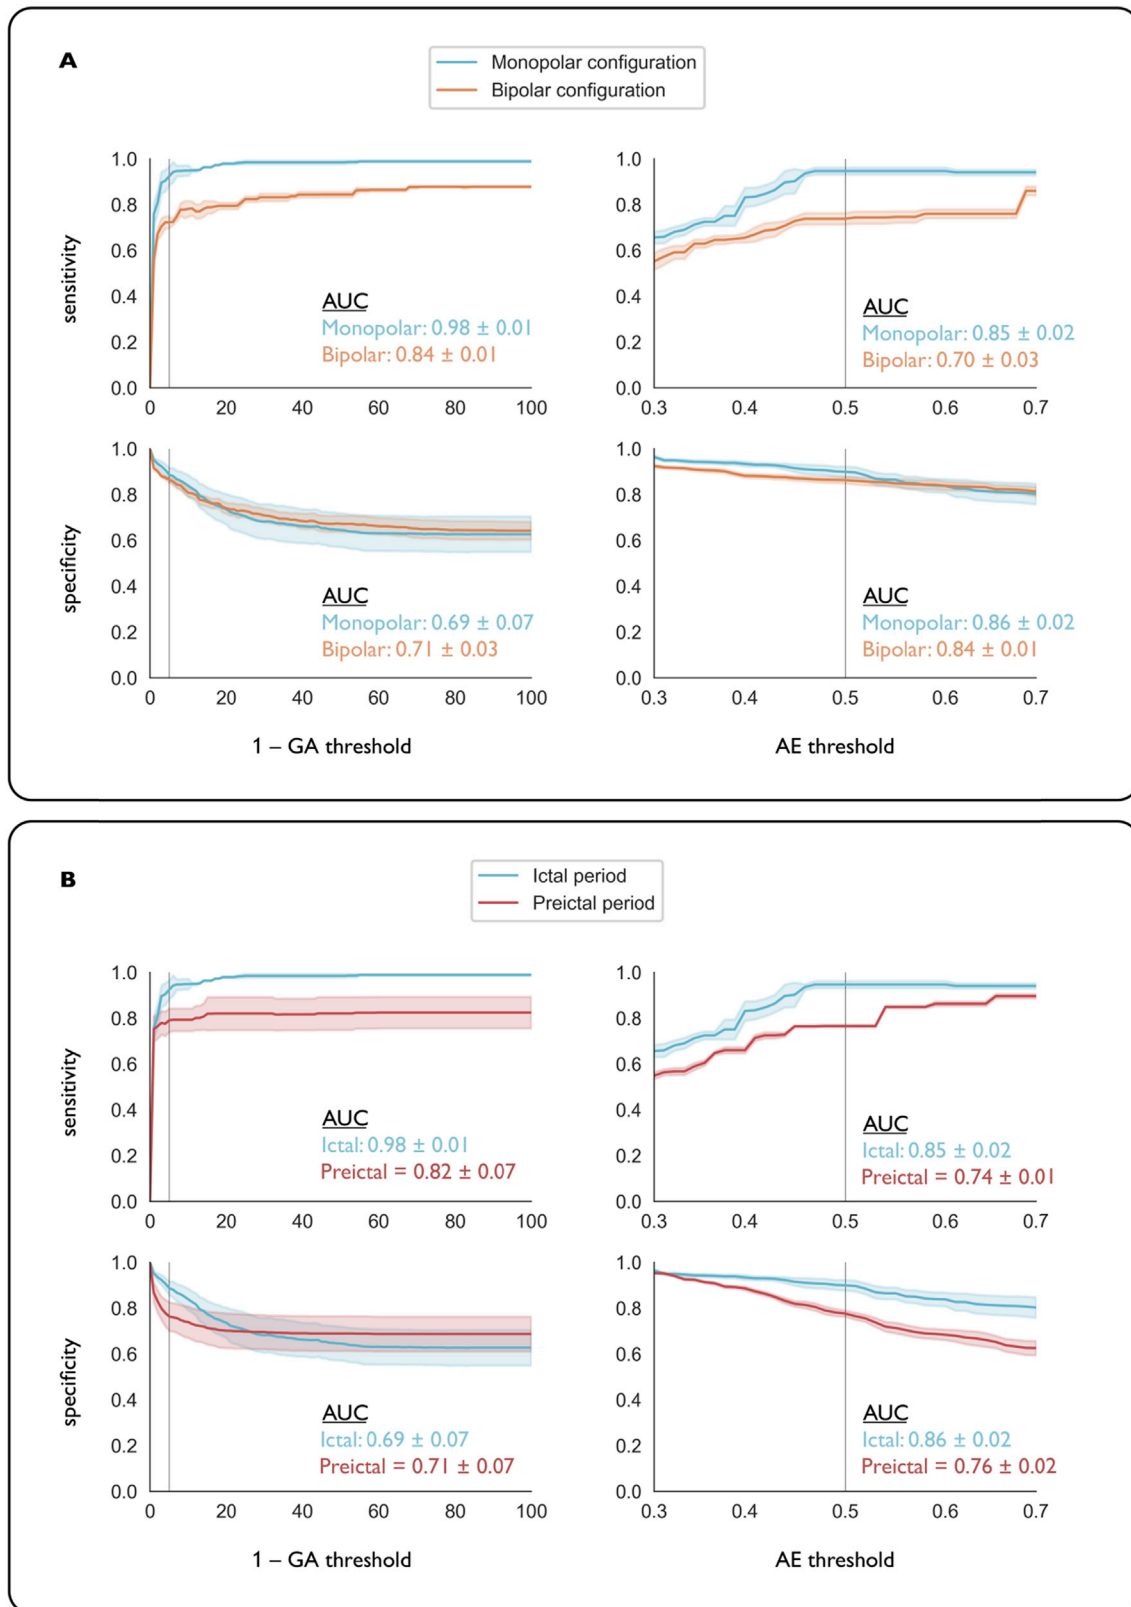 A
Monopolar configuration
Bipolar configuration
sensitivity
1.0
0.8
0.6
0.4
0.2
0.0
AUC
Monopolar: 0.98 ± 0.01
Bipolar: 0.84 ± 0.01
0 20 40 60 80 100
1.0
0.8
0.6
0.4
0.2
0.0
AUC
Monopolar: 0.85 ± 0.02
Bipolar: 0.70 ± 0.03
0.3 0.4 0.5 0.6 0.7
specificity
1.0
0.8
0.6
0.4
0.2
0.0
AUC
Monopolar: 0.69 ± 0.07
Bipolar: 0.71 ± 0.03
0 20 40 60 80 100
1 – GA threshold
1.0
0.8
0.6
0.4
0.2
0.0
AUC
Monopolar: 0.86 ± 0.02
Bipolar: 0.84 ± 0.01
0.3 0.4 0.5 0.6 0.7
AE threshold
B
Ictal period
Preictal period
sensitivity
1.0
0.8
0.6
0.4
0.2
0.0
AUC
Ictal: 0.98 ± 0.01
Preictal = 0.82 ± 0.07
0 20 40 60 80 100
1.0
0.8
0.6
0.4
0.2
0.0
AUC
Ictal: 0.85 ± 0.02
Preictal = 0.74 ± 0.01
0.3 0.4 0.5 0.6 0.7
specificity
1.0
0.8
0.6
0.4
0.2
0.0
AUC
Ictal: 0.69 ± 0.07
Preictal = 0.71 ± 0.07
0 20 40 60 80 100
1 – GA threshold
1.0
0.8
0.6
0.4
0.2
0.0
AUC
Ictal: 0.86 ± 0.02
Preictal = 0.76 ± 0.02
0.3 0.4 0.5 0.6 0.7
AE threshold